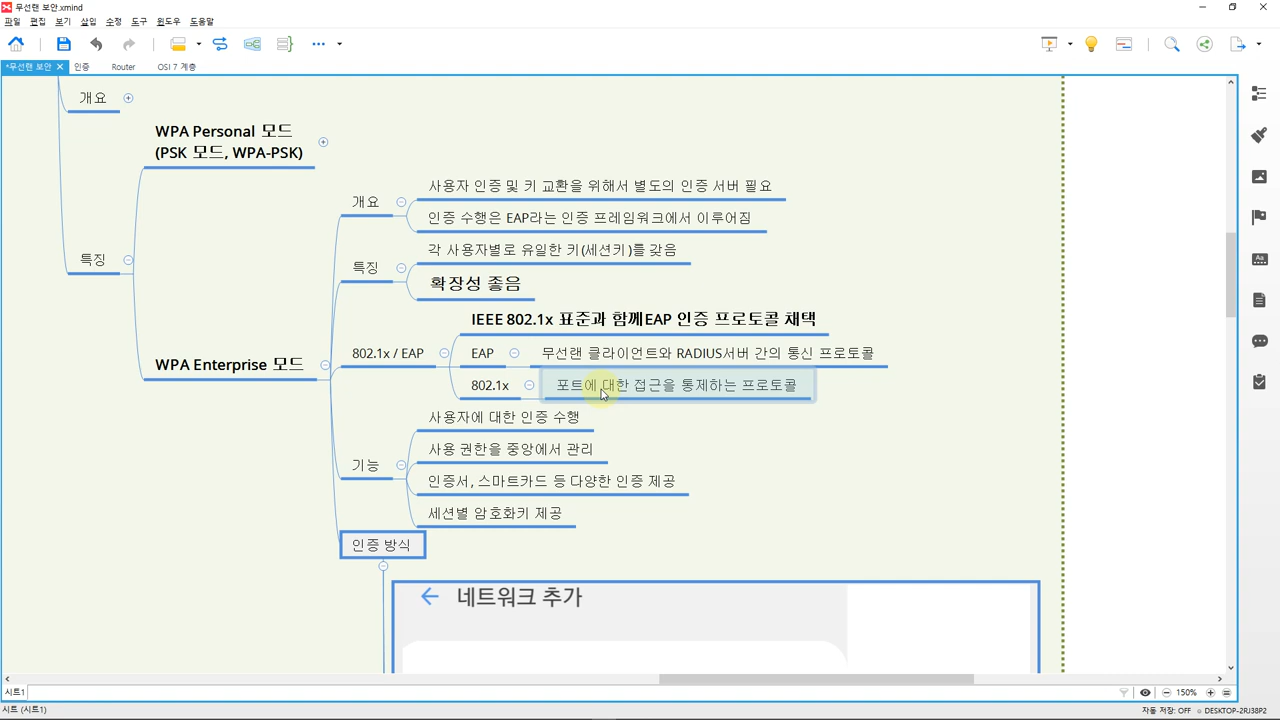 무선랜 보안.xmind
파일 편집 보기 삽입 수정 도구 윈도우 도움말
*무선랜 보안 인증 Router OSI 7 계층
개요
WPA Personal 모드
(PSK 모드, WPA-PSK)
특징
WPA Enterprise 모드
개요
사용자 인증 및 키 교환을 위해서 별도의 인증 서버 필요
인증 수행은 EAP라는 인증 프레임워크에서 이루어짐
특징
각 사용자별로 유일한 키(세션키)를 갖음
확장성 좋음
802.1x / EAP
IEEE 802.1x 표준과 함께EAP 인증 프로토콜 채택
EAP
무선랜 클라이언트와 RADIUS서버 간의 통신 프로토콜
802.1x
포트에 대한 접근을 통제하는 프로토콜
가능
사용자에 대한 인증 수행
사용 권한을 중앙에서 관리
인증서, 스마트카드 등 다양한 인증 제공
세션별 암호화키 제공
인증 방식
네트워크 추가
시트1
150%
시트 (시트1)
자동 저장: OFF
DESKTOP-2RJ38P2